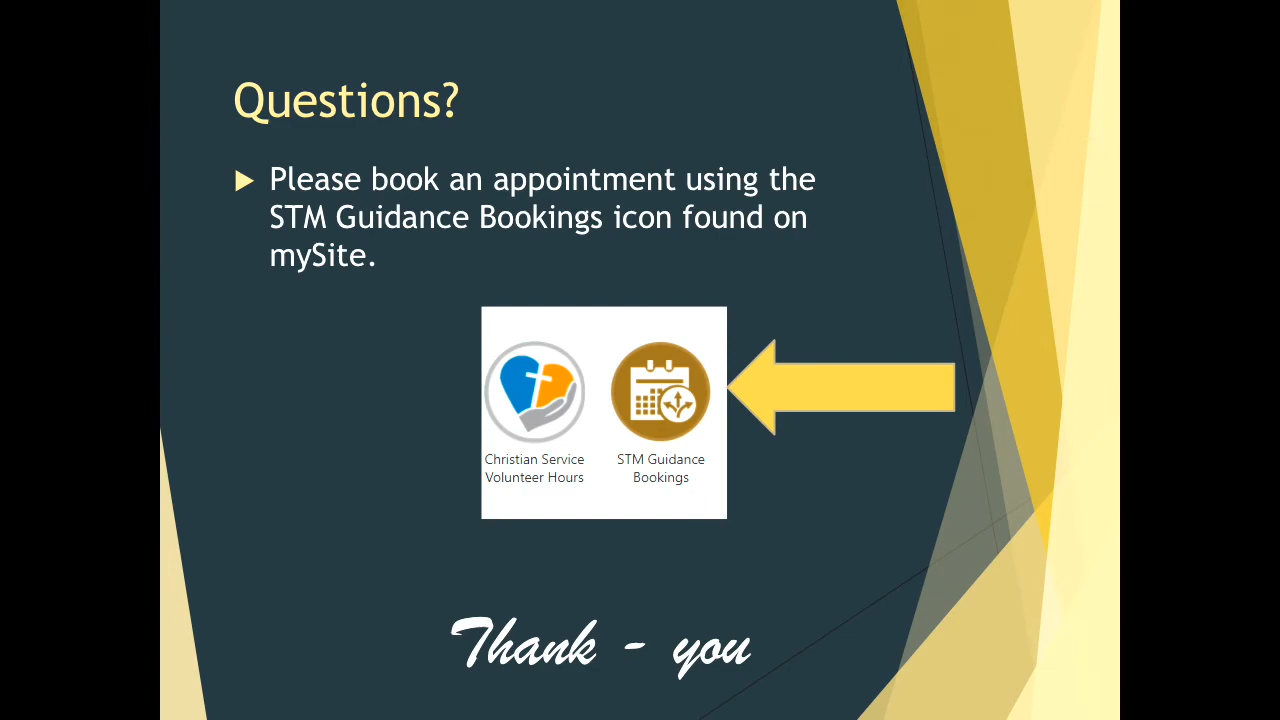 Questions?
Please book an appointment using the
STM Guidance Bookings icon found on
mySite.
Christian Service
Volunteer Hours
STM Guidance
Bookings
Thank - you